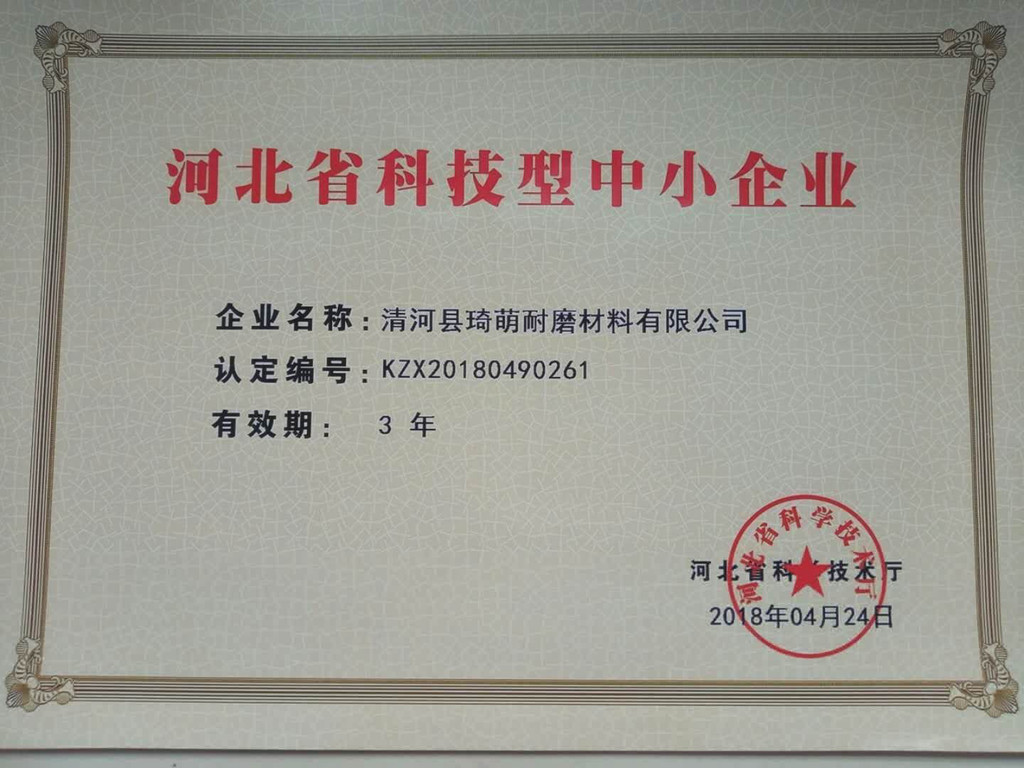 河北省科技型中小企业
企业名称：清河县琦萌耐磨材料有限公司
认定编号：KZX20180490261
有效期： 3 年
河北省科学技术厅
河北省科学技术厅
2018年04月24日